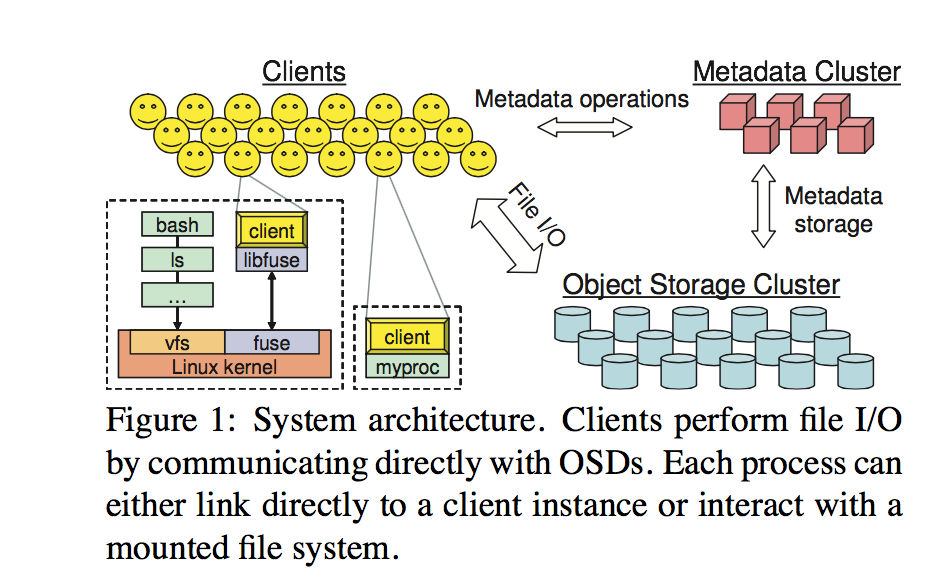 Clients
Metadata Cluster
Metadata operations
File I/O
Metadata
storage
bash
client
ls
libfuse
...
vfs
fuse
Linux kernel
client
myproc
Object Storage Cluster
Figure 1: System architecture. Clients perform file I/O
by communicating directly with OSDs. Each process can
either link directly to a client instance or interact with a
mounted file system.